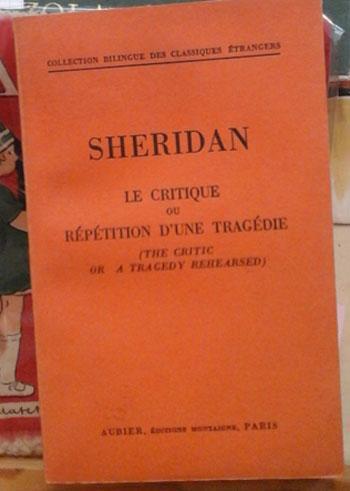 COLLECTION BILINGUE DES CLASSIQUES ÉTRANGERS
SHERIDAN
LE CRITIQUE
OU
RÉPÉTITION D'UNE TRAGÉDIE
(THE CRITIC
OR A TRAGEDY REHEARSED)
AUBIER, ÉDITIONS MONTAIGNE, PARIS